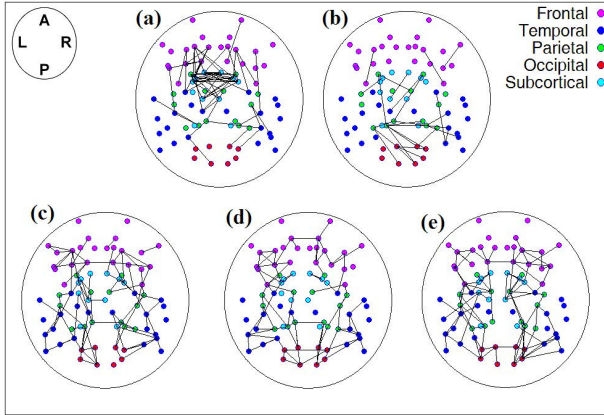 A
L R
P
(a)
(b)
Frontal
Temporal
Parietal
Occipital
Subcortical
(c)
(d)
(e)